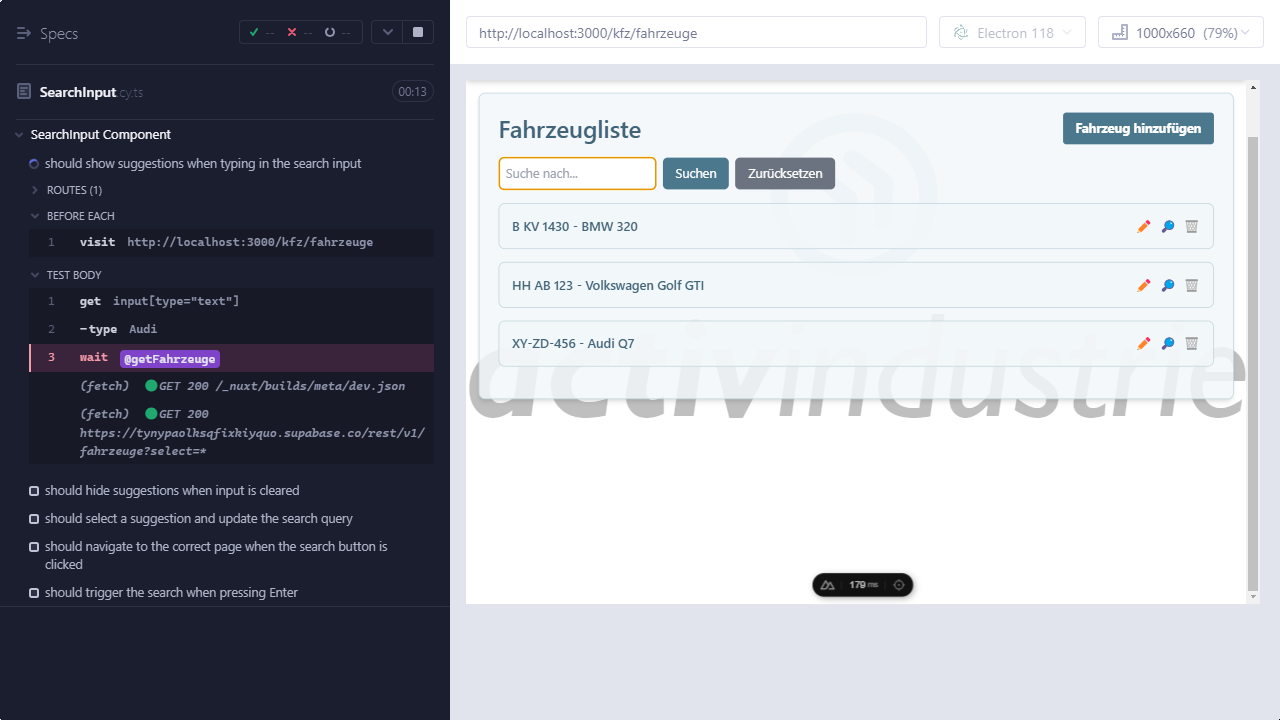 Specs
-- -- --
SearchInput.cy.ts
00:13
SearchInput Component
should show suggestions when typing in the search input
ROUTES (1)
BEFORE EACH
1 visit http://localhost:3000/kfz/fahrzeuge
TEST BODY
1 get input[type="text"]
2 -type Audi
3 wait @getFahrzeuge
(fetch) GET 200 /_nuxt/builds/meta/dev.json
(fetch) GET 200
https://tynypaolksqfixkiyquo.supabase.co/rest/v1/
fahrzeuge?select=*
should hide suggestions when input is cleared
should select a suggestion and update the search query
should navigate to the correct page when the search button is
clicked
should trigger the search when pressing Enter
http://localhost:3000/kfz/fahrzeuge
Electron 118
1000x660 (79%)
Fahrzeugliste
Fahrzeug hinzufügen
Suche nach...
Suchen
Zurücksetzen
B KV 1430 - BMW 320
HH AB 123 - Volkswagen Golf GTI
XY-ZD-456 - Audi Q7
activindustrie
179 ms